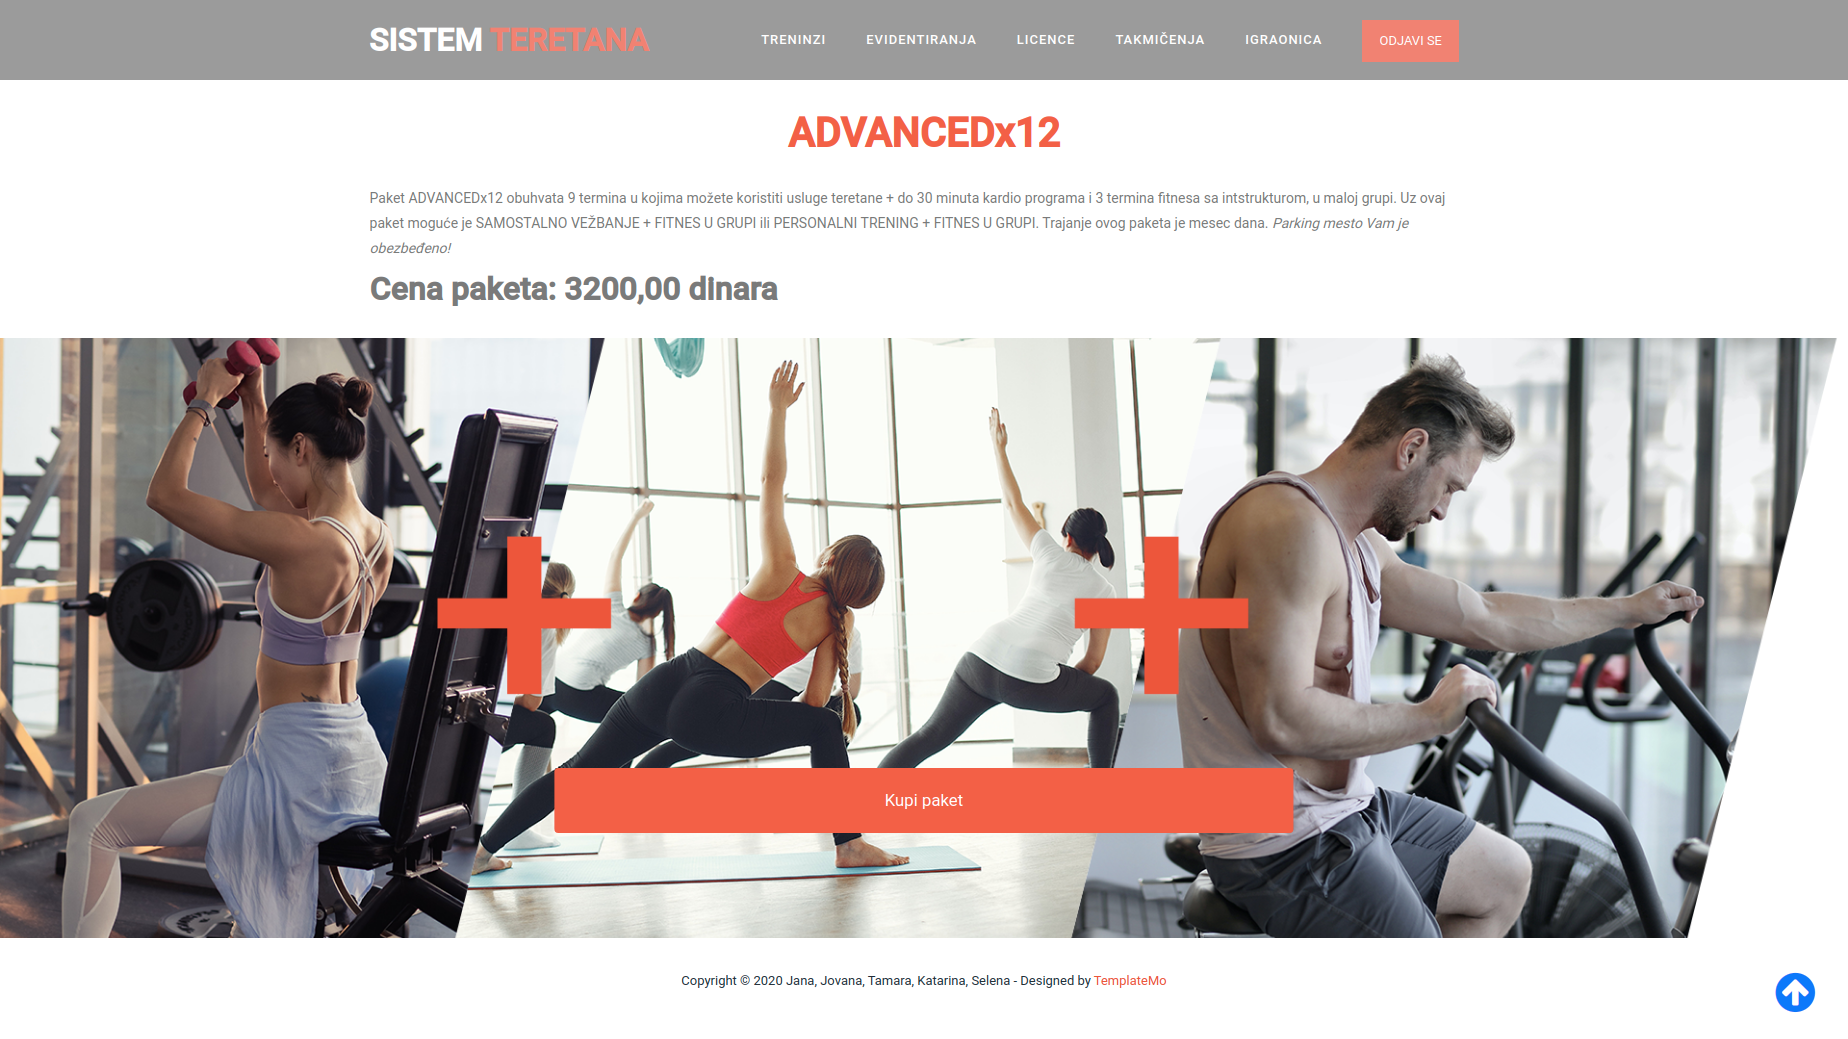 SISTEM TERETANA
TRENINZI
EVIDENTIRANJA
LICENCE
TAKMIČENJA
IGRAONICA
ODJAVI SE
ADVANCEDx12
Paket ADVANCEDx12 obuhvata 9 termina u kojima možete koristiti usluge teretane + do 30 minuta kardio programa i 3 termina fitnesa sa intstrukturom, u maloj grupi. Uz ovaj
paket moguće je SAMOSTALNO VEŽBANJE + FITNES U GRUPI ili PERSONALNI TRENING + FITNES U GRUPI. Trajanje ovog paketa je mesec dana. Parking mesto Vam je
obezbeđeno!
Cena paketa: 3200,00 dinara
Kupi paket
Copyright © 2020 Jana, Jovana, Tamara, Katarina, Selena - Designed by TemplateMo